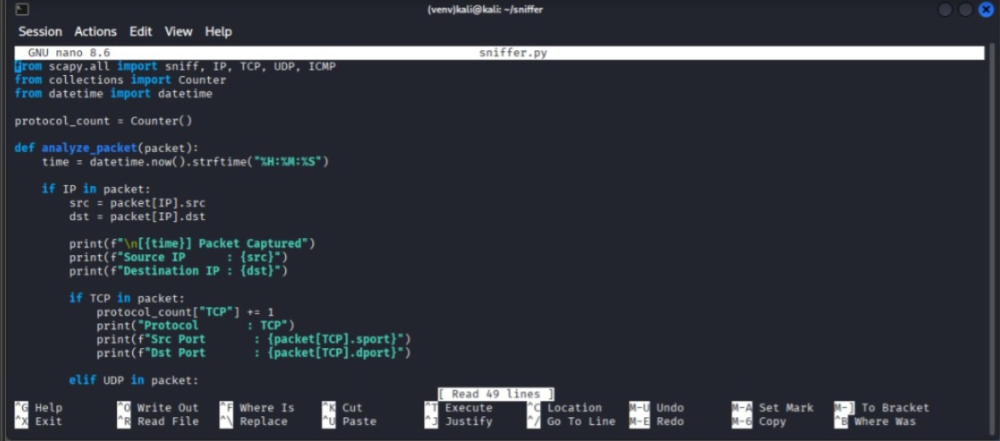 (venv)kali@kali: ~/sniffer
Session Actions Edit View Help
GNU nano 8.6 sniffer.py
from scapy.all import sniff, IP, TCP, UDP, ICMP
from collections import Counter
from datetime import datetime
protocol_count = Counter()
def analyze_packet(packet):
    time = datetime.now().strftime("%H:%M:%S")
    if IP in packet:
        src = packet[IP].src
        dst = packet[IP].dst
        print(f"\n[{time}] Packet Captured")
        print(f"Source IP      : {src}")
        print(f"Destination IP : {dst}")
        if TCP in packet:
            protocol_count["TCP"] += 1
            print("Protocol       : TCP")
            print(f"Src Port       : {packet[TCP].sport}")
            print(f"Dst Port       : {packet[TCP].dport}")
        elif UDP in packet:
[ Read 49 lines ]
^G Help ^O Write Out ^F Where Is ^K Cut ^T Execute ^C Location M-U Undo M-A Set Mark M-] To Bracket
^X Exit ^R Read File ^\ Replace ^U Paste ^J Justify ^/ Go To Line M-E Redo M-6 Copy ^B Where Was